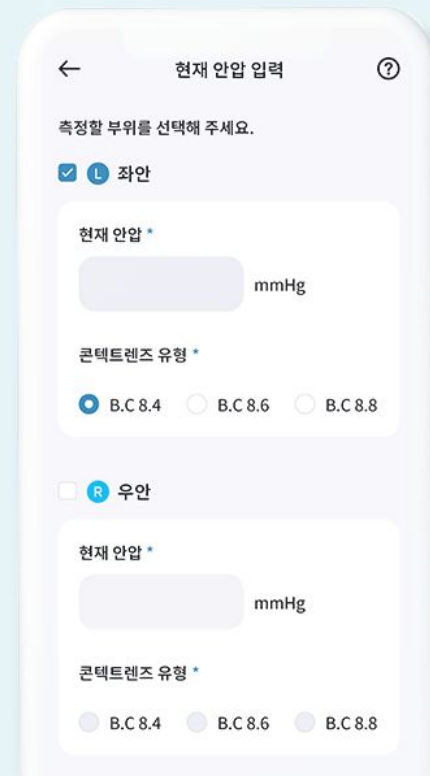 현재 안압 입력
측정할 부위를 선택해 주세요.
L 좌안
현재 안압 *
mmHg
콘텍트렌즈 유형 *
B.C 8.4 B.C 8.6 B.C 8.8
R 우안
현재 안압 *
mmHg
콘텍트렌즈 유형 *
B.C 8.4 B.C 8.6 B.C 8.8